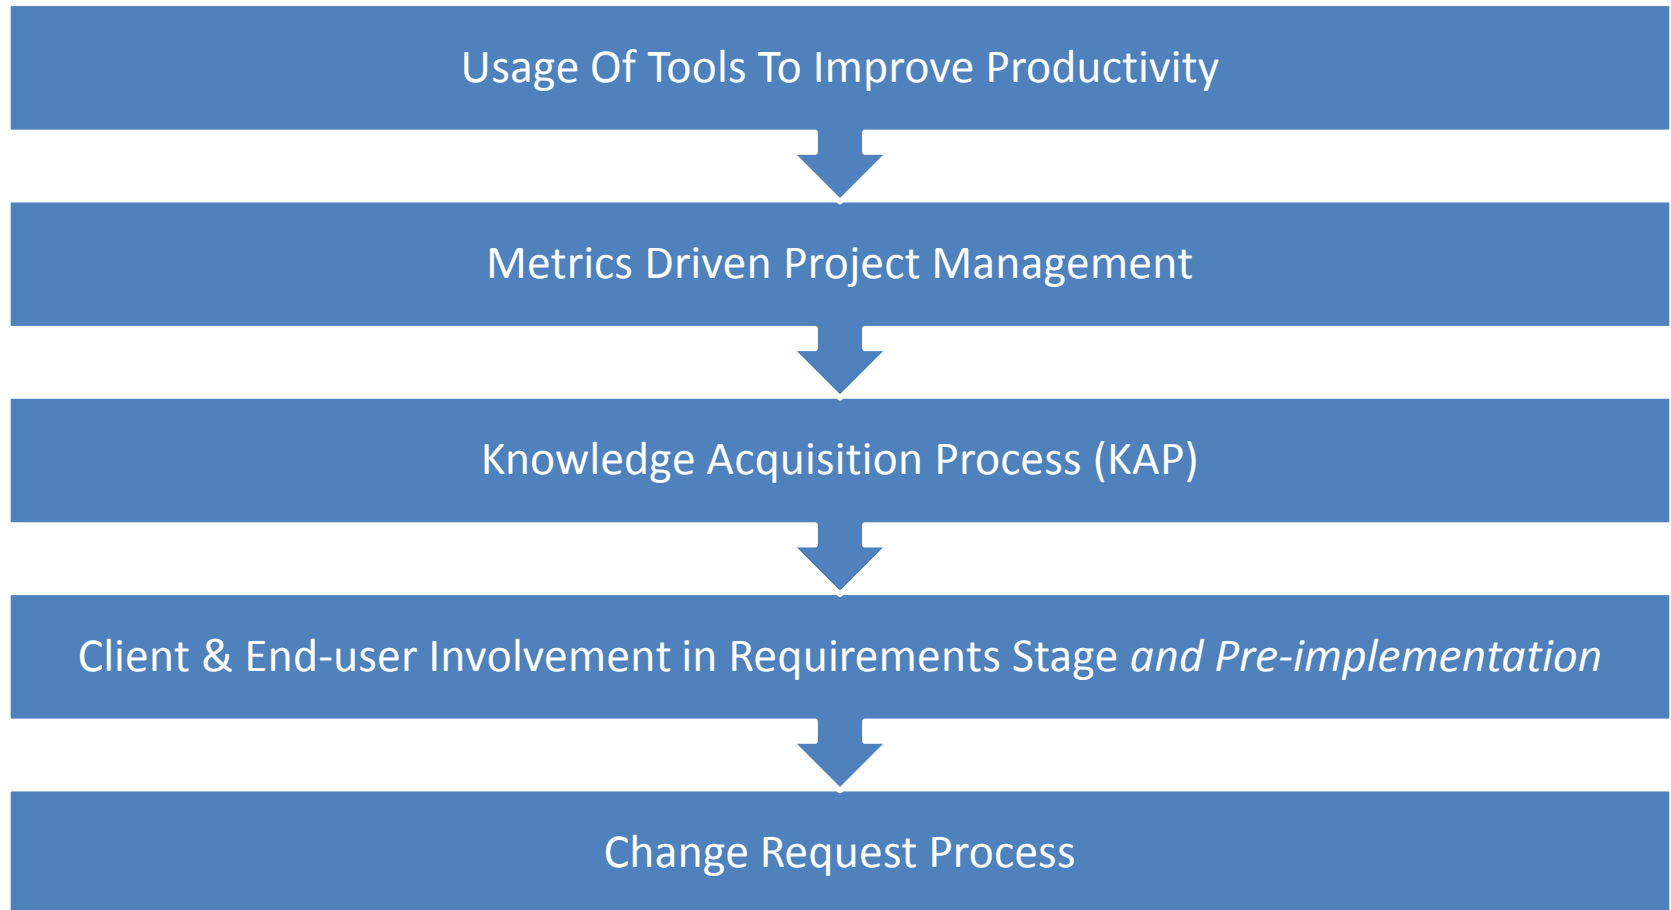 Usage Of Tools To Improve Productivity
Metrics Driven Project Management
Knowledge Acquisition Process (KAP)
Client & End-user Involvement in Requirements Stage and Pre-implementation
Change Request Process